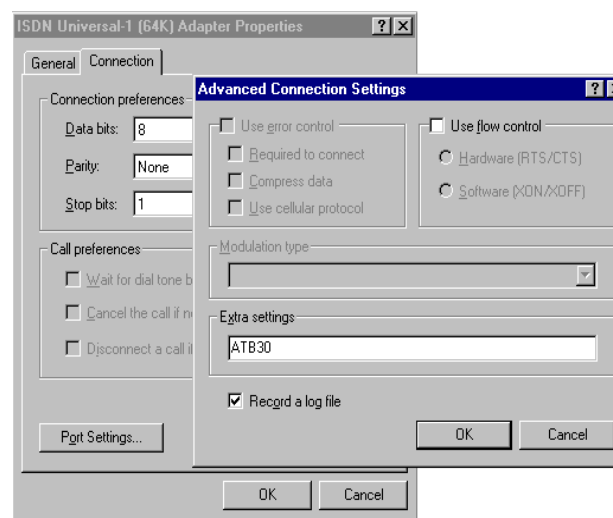 ISDN Universal-1 (64K) Adapter Properties
General
Connection
Connection preferences
Data bits: 8
Parity: None
Stop bits: 1
Call preferences
Wait for dial tone
Cancel the call if
Disconnect a call
Port Settings...
OK
Cancel
Advanced Connection Settings
Use error control
Required to connect
Compress data
Use cellular protocol
Use flow control
Hardware (RTS/CTS)
Software (XON/XOFF)
Modulation type
Extra settings
ATB30
Record a log file
OK
Cancel